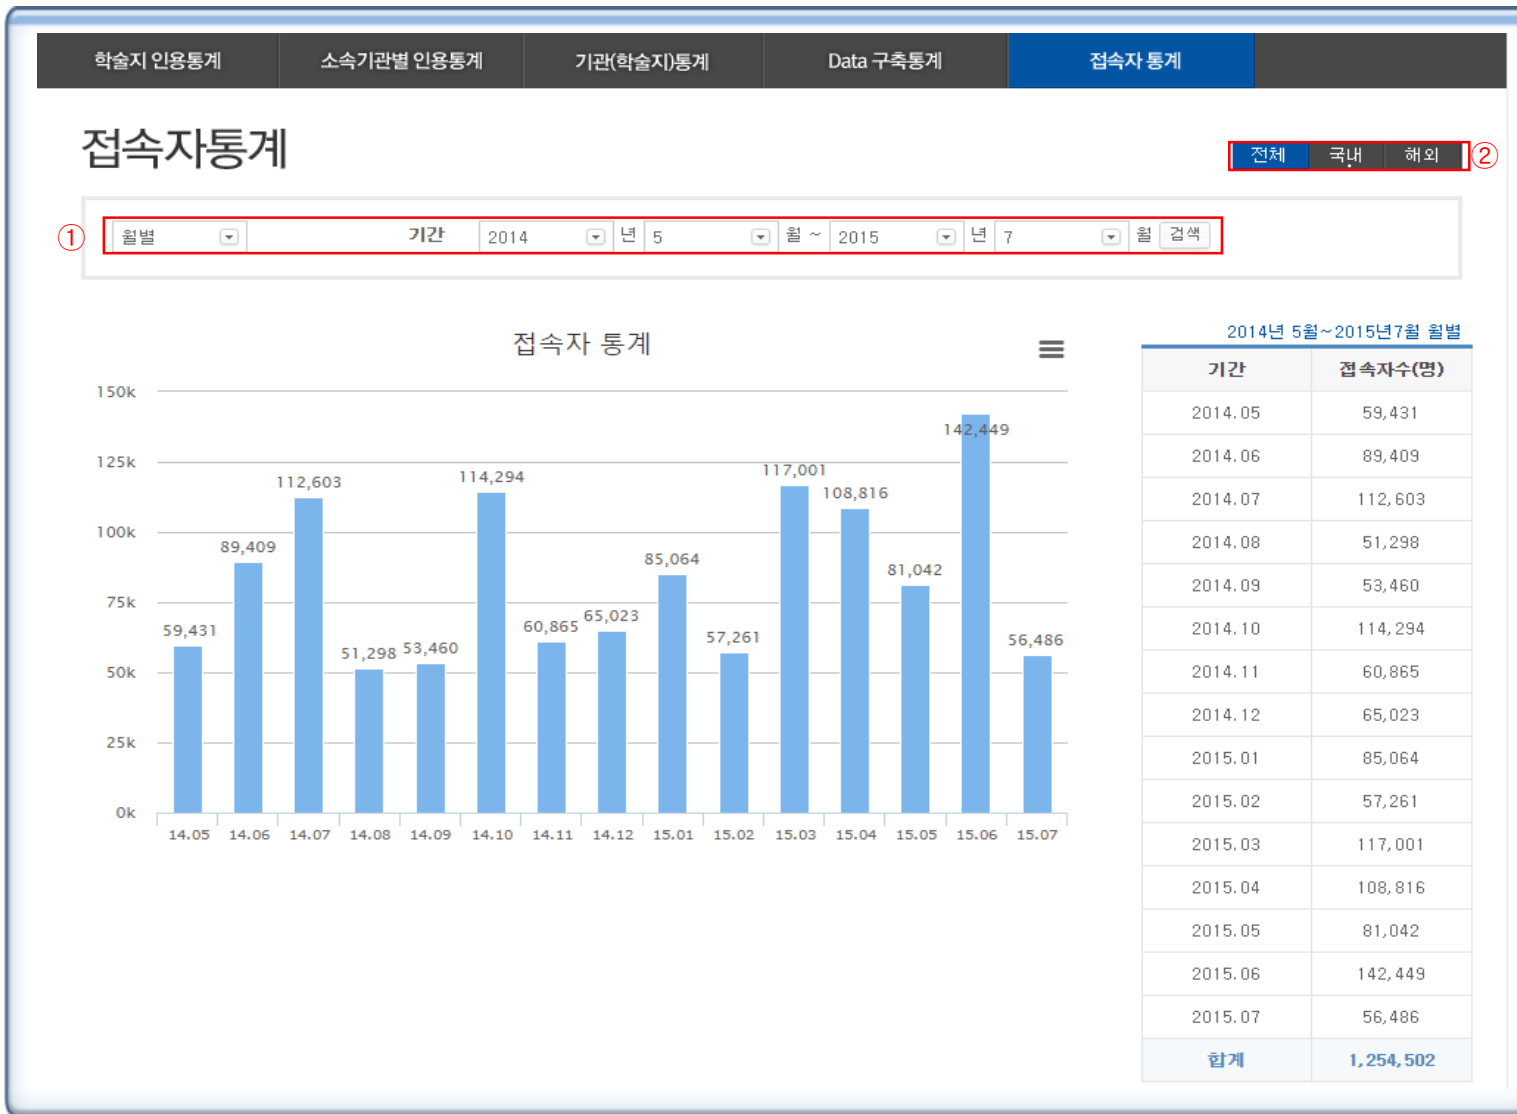 학술지 인용통계 소속기관별 인용통계 기관(학술지)통계 Data 구축통계 접속자 통계
접속자통계
전체 국내 해외 ②
① 월별 기간 2014 년 5 월 ~ 2015 년 7 월 검색
접속자 통계
150k
125k
100k
75k
50k
25k
0k
59,431
89,409
112,603
51,298
53,460
114,294
60,865
65,023
85,064
57,261
117,001
108,816
81,042
142,449
56,486
14.05 14.06 14.07 14.08 14.09 14.10 14.11 14.12 15.01 15.02 15.03 15.04 15.05 15.06 15.07
2014년 5월~2015년7월 월별
기간 접속자수(명)
2014.05 59,431
2014.06 89,409
2014.07 112,603
2014.08 51,298
2014.09 53,460
2014.10 114,294
2014.11 60,865
2014.12 65,023
2015.01 85,064
2015.02 57,261
2015.03 117,001
2015.04 108,816
2015.05 81,042
2015.06 142,449
2015.07 56,486
합계 1,254,502